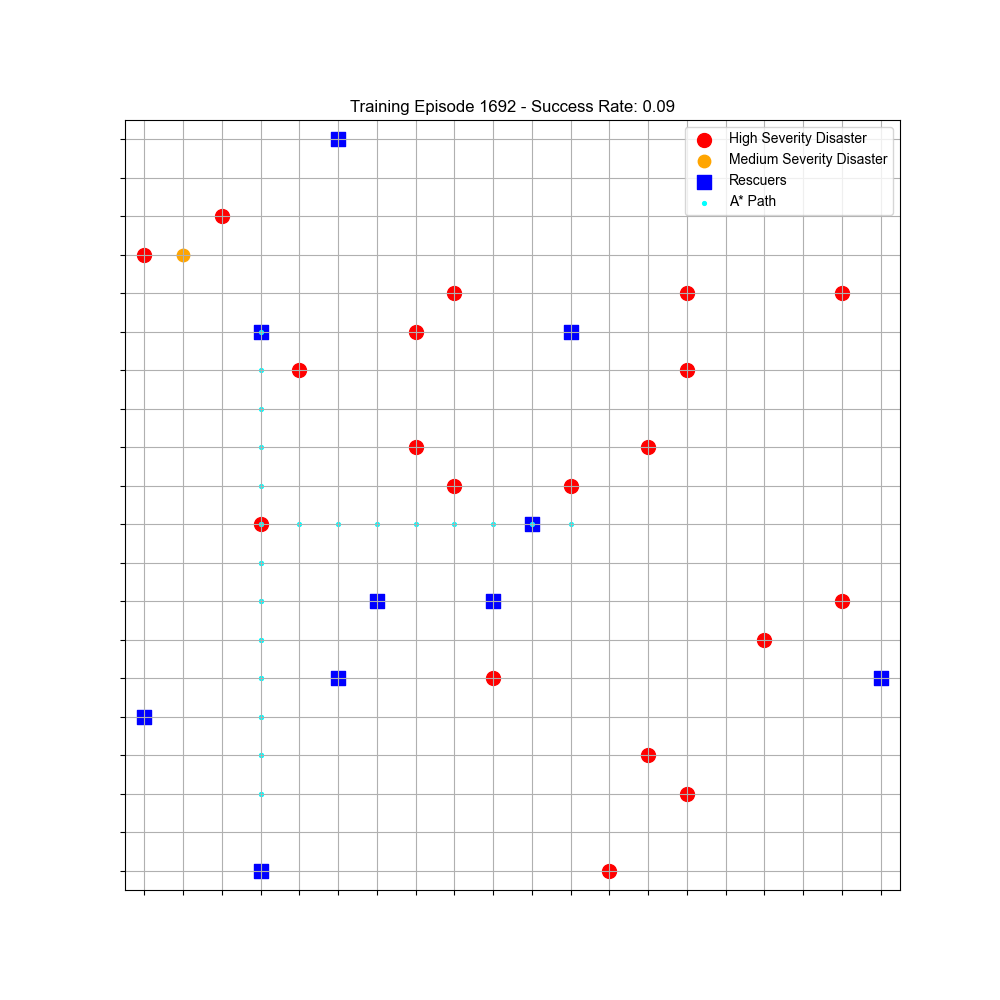 Training Episode 1692 - Success Rate: 0.09
High Severity Disaster
Medium Severity Disaster
Rescuers
A* Path